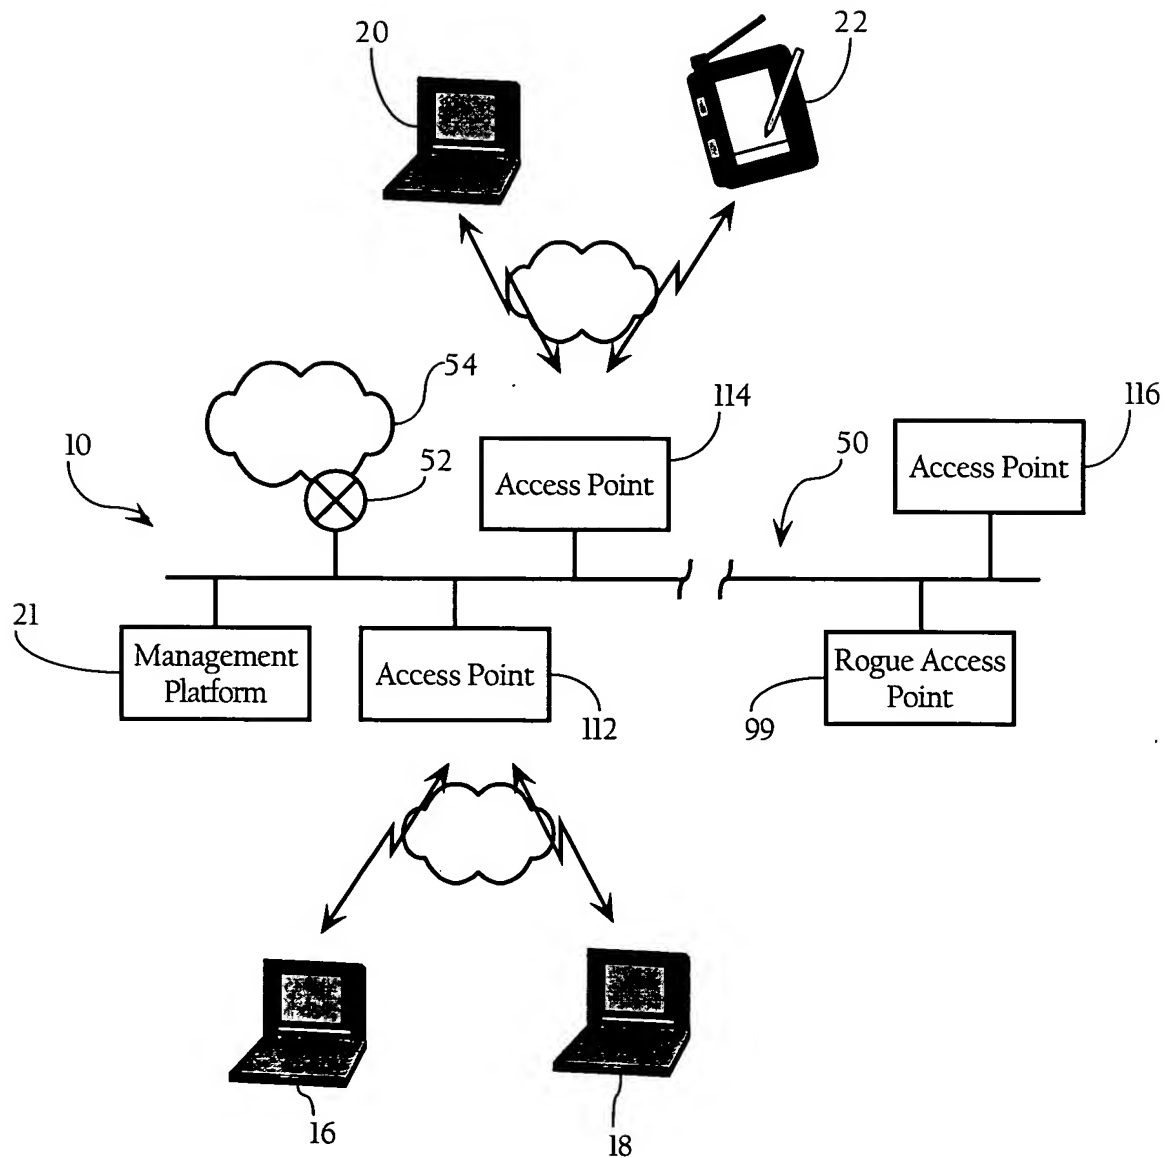 20
22
54
114
116
10
52
50
Access Point
Access Point
21
Management
Platform
Access Point
Rogue Access
Point
112
99
16
18